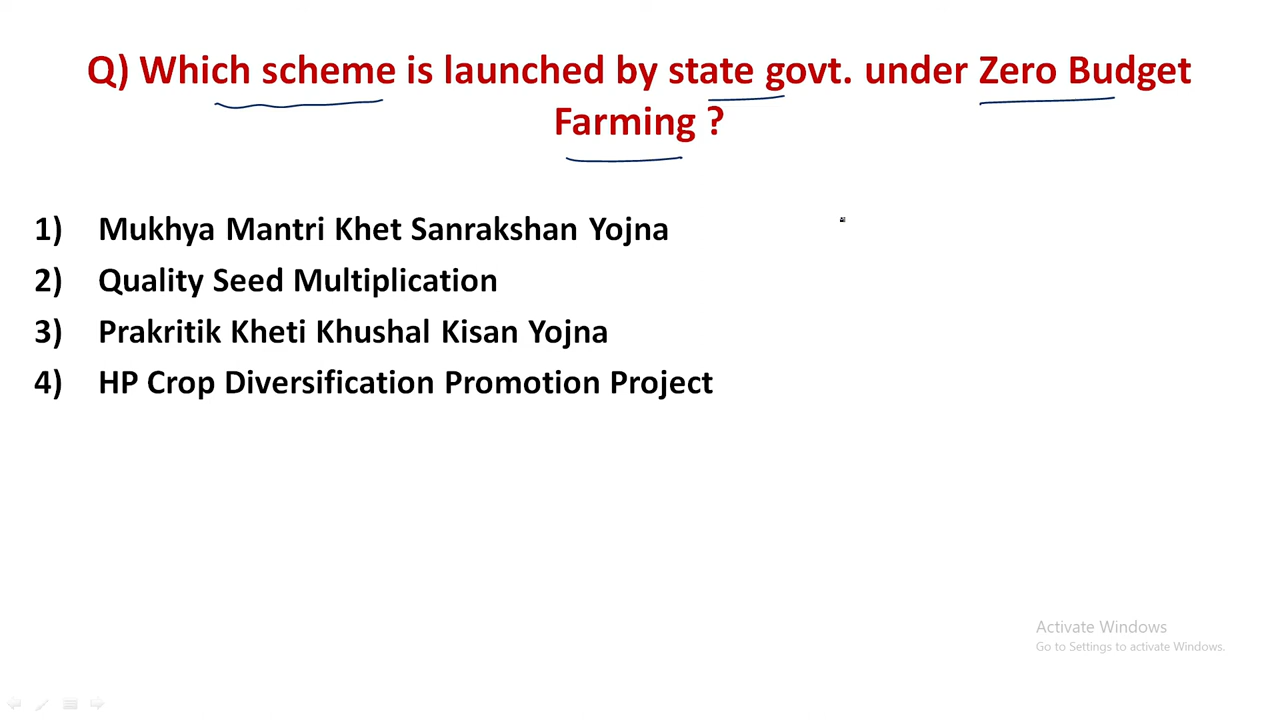 Q) Which scheme is launched by state govt. under Zero Budget
Farming ?
1) Mukhya Mantri Khet Sanrakshan Yojna
2) Quality Seed Multiplication
3) Prakritik Kheti Khushal Kisan Yojna
4) HP Crop Diversification Promotion Project
Activate Windows
Go to Settings to activate Windows.